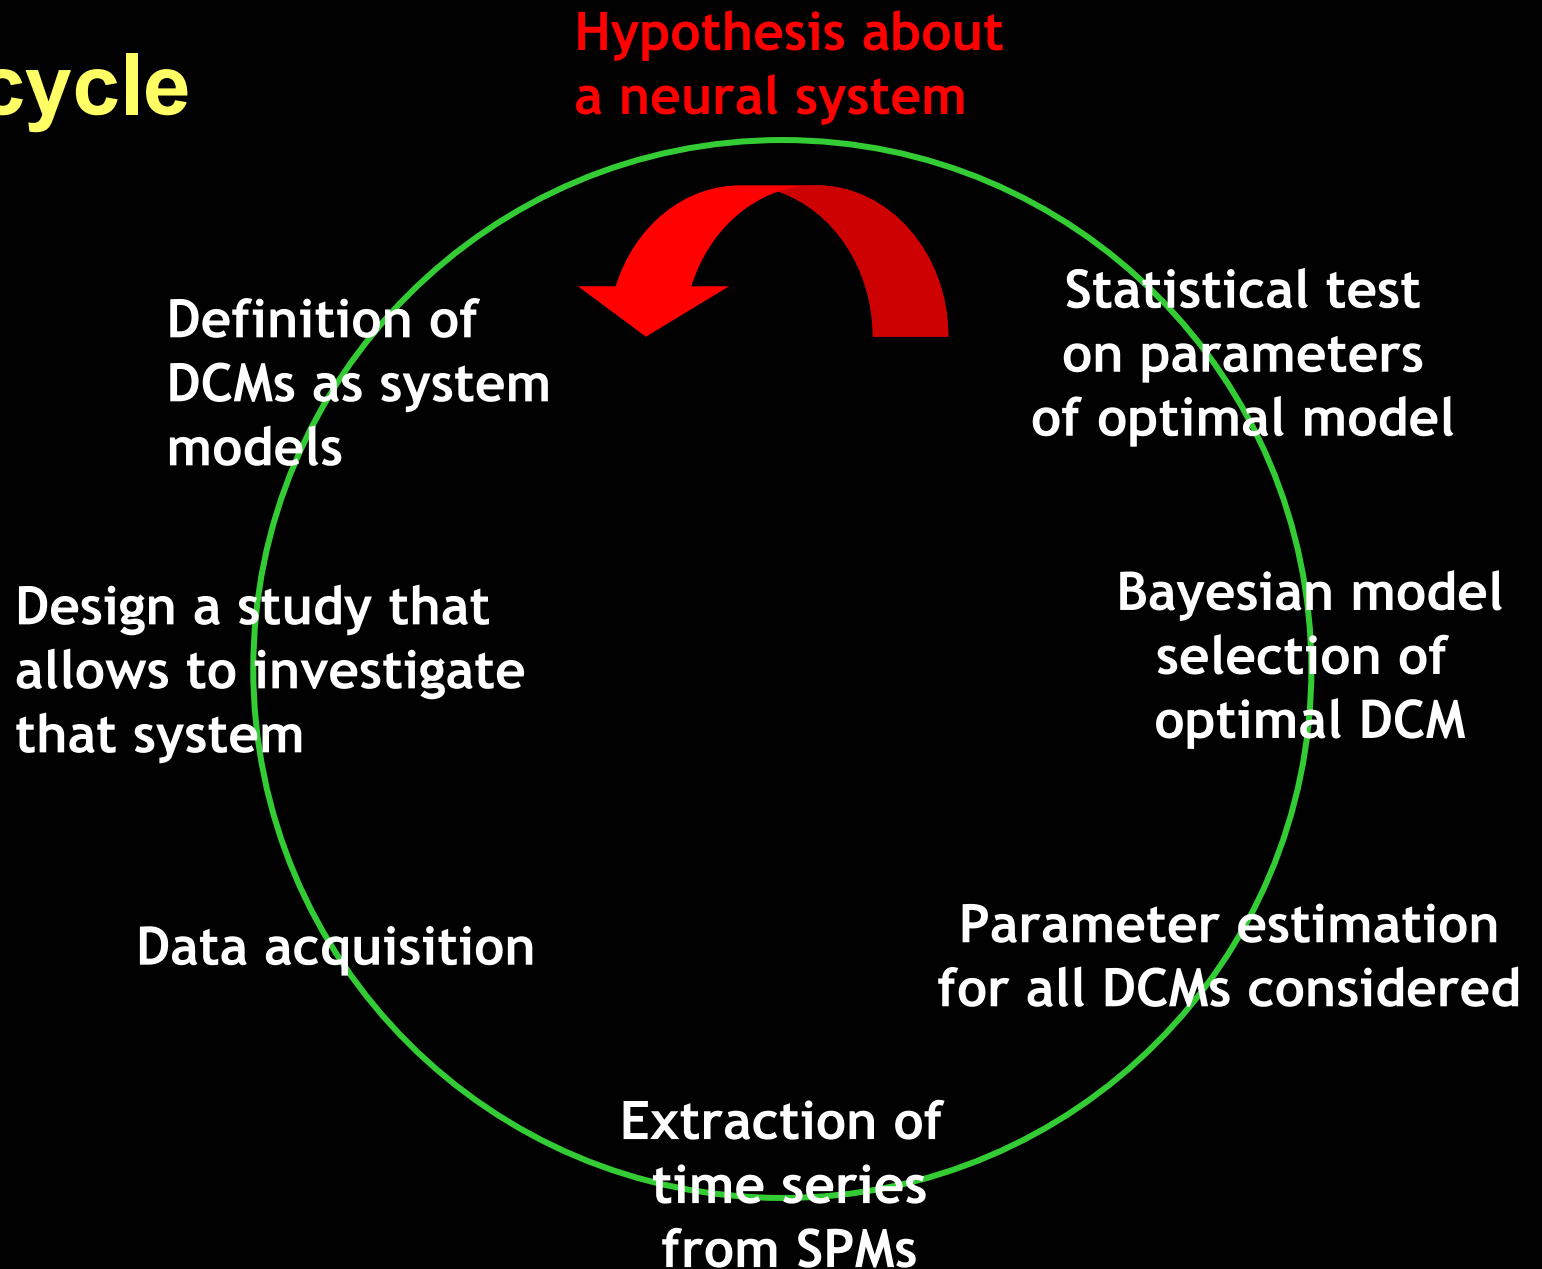 cycle
Hypothesis about
a neural system
Definition of
DCMs as system
models
Design a study that
allows to investigate
that system
Data acquisition
Extraction of
time series
from SPMs
Parameter estimation
for all DCMs considered
Bayesian model
selection of
optimal DCM
Statistical test
on parameters
of optimal model